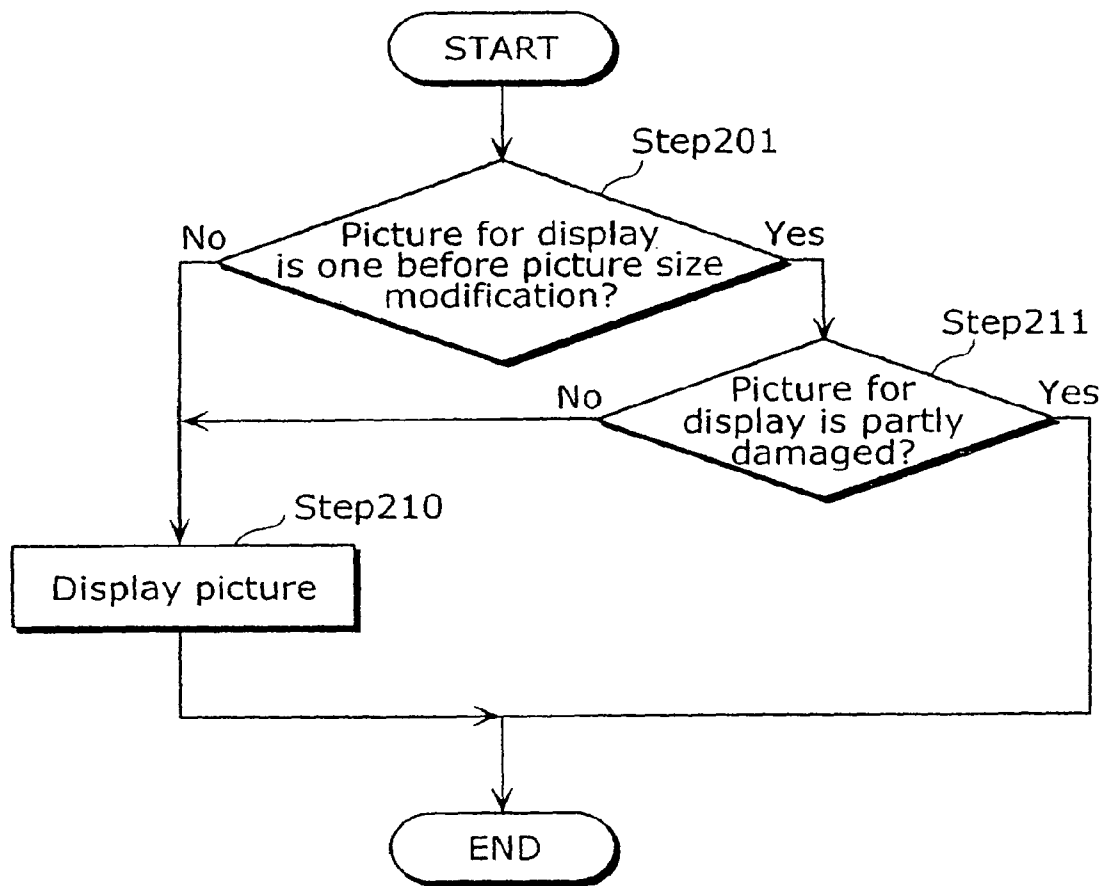 START
Step201
No
Picture for display
is one before picture size
modification?
Yes
Step211
No
Picture for
display is partly
damaged?
Yes
Step210
Display picture
END